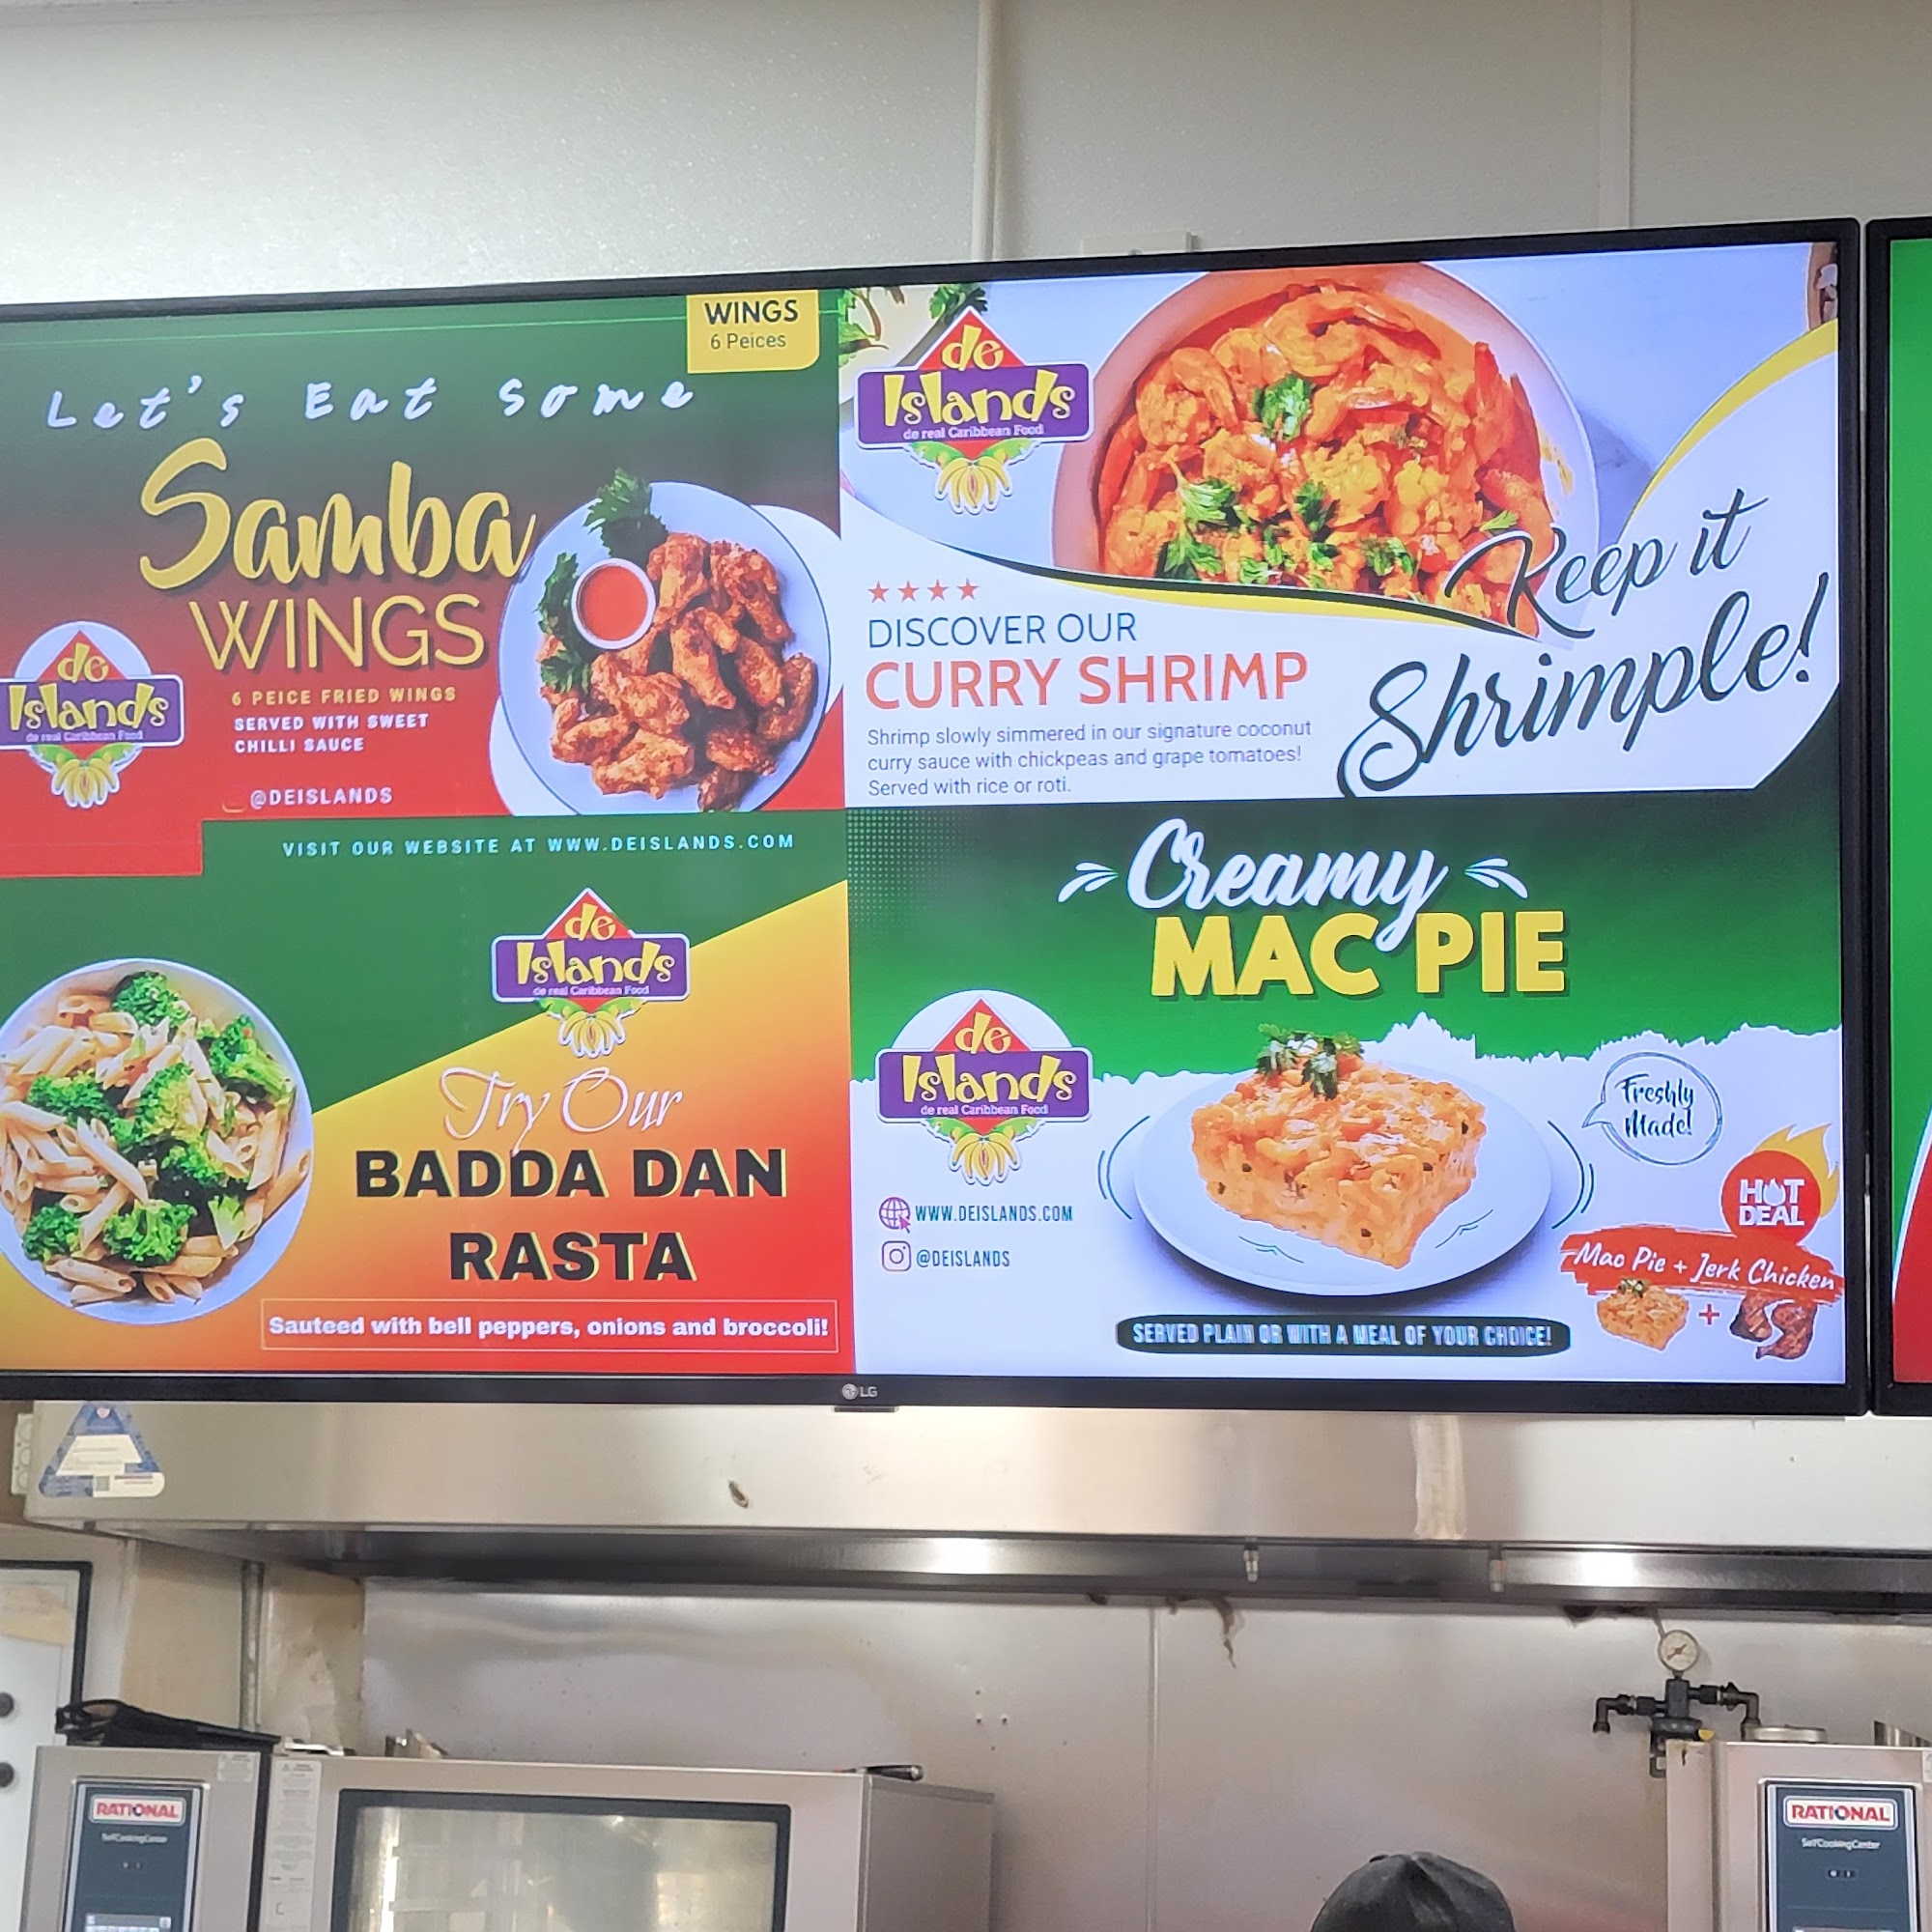 WINGS
6 Peices
Let's Eat Some
Samba
WINGS
6 PEICE FRIED WINGS
SERVED WITH SWEET
CHILLI SAUCE
@DEISLANDS
de
Islands
de real Caribbean Food
de
Islands
de real Caribbean Food
Keep it
Shrimple!
DISCOVER OUR
CURRY SHRIMP
Shrimp slowly simmered in our signature coconut
curry sauce with chickpeas and grape tomatoes!
Served with rice or roti.
VISIT OUR WEBSITE AT WWW.DEISLANDS.COM
de
Islands
de real Caribbean Food
Try Our
BADDA DAN
RASTA
Sauteed with bell peppers, onions and broccoli!
Creamy
MAC PIE
de
Islands
de real Caribbean Food
WWW.DEISLANDS.COM
@DEISLANDS
Freshly
Made!
HOT
DEAL
Mac Pie + Jerk Chicken
+
SERVED PLAIN OR WITH A MEAL OF YOUR CHOICE!
LG
RATIONAL
SelfCookingCenter
RATIONAL
SelfCookingCenter